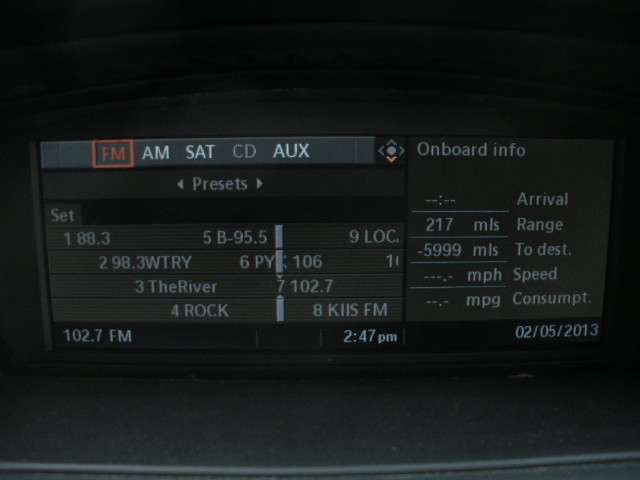 FM AM SAT CD AUX
Presets
Set
1 88.3 5 B-95.5 9 LOC
2 98.3WTRY 6 PY 106
3 TheRiver 7 102.7
4 ROCK 8 KIIS FM
102.7 FM 2:47pm
Onboard info
--:-- Arrival
217 mls Range
-5999 mls To dest.
---.- mph Speed
--.- mpg Consumpt.
02/05/2013